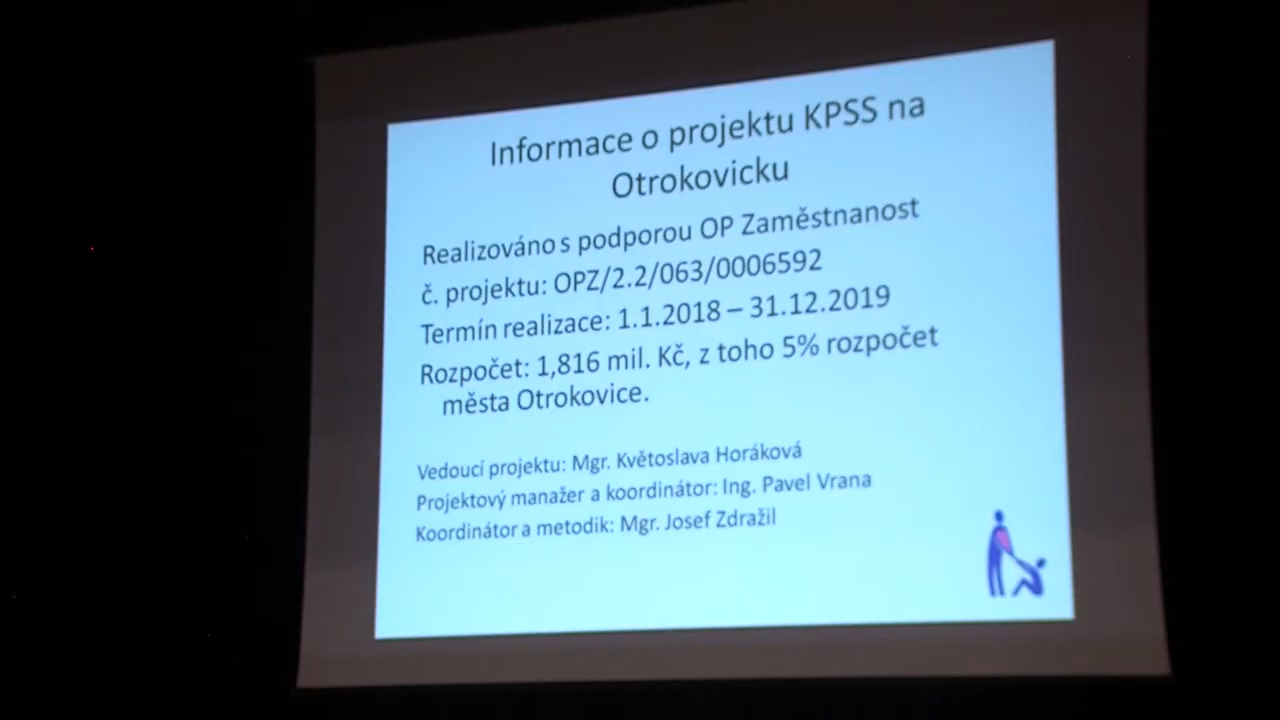 Informace o projektu KPSS na
Otrokovicku
Realizováno s podporou OP Zaměstnanost
č. projektu: OPZ/2.2/063/0006592
Termín realizace: 1.1.2018 – 31.12.2019
Rozpočet: 1,816 mil. Kč, z toho 5% rozpočet
města Otrokovice.
Vedoucí projektu: Mgr. Květoslava Horáková
Projektový manažer a koordinátor: Ing. Pavel Vrana
Koordinátor a metodik: Mgr. Josef Zdražil